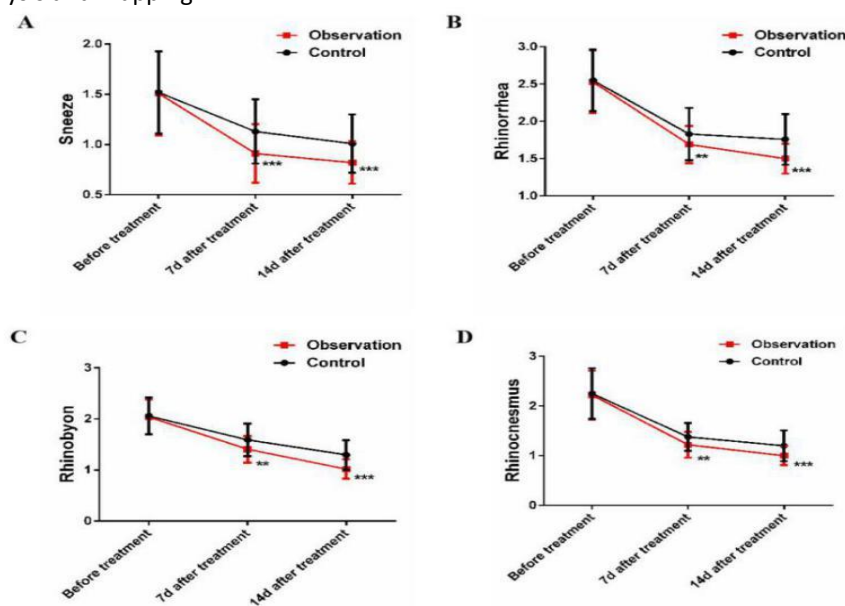 A
Observation
Control
2.0
1.5
1.0
0.5
Sneeze
***
***
Before treatment
7d after treatment
14d after treatment
B
Observation
Control
3.0
2.5
2.0
1.5
1.0
Rhinorrhea
**
***
Before treatment
7d after treatment
14d after treatment
C
Observation
Control
3
2
1
0
Rhinobyon
**
***
Before treatment
7d after treatment
14d after treatment
D
Observation
Control
3
2
1
0
Rhinocnesmus
**
***
Before treatment
7d after treatment
14d after treatment